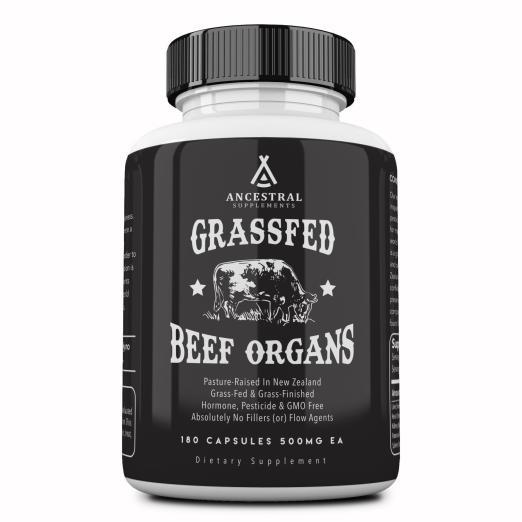 ANCESTRAL
SUPPLEMENTS
GRASSFED
BEEF ORGANS
Pasture-Raised In New Zealand
Grass-Fed & Grass-Finished
Hormone, Pesticide & GMO Free
Absolutely No Fillers (or) Flow Agents
180 CAPSULES 500MG EA
Dietary Supplement